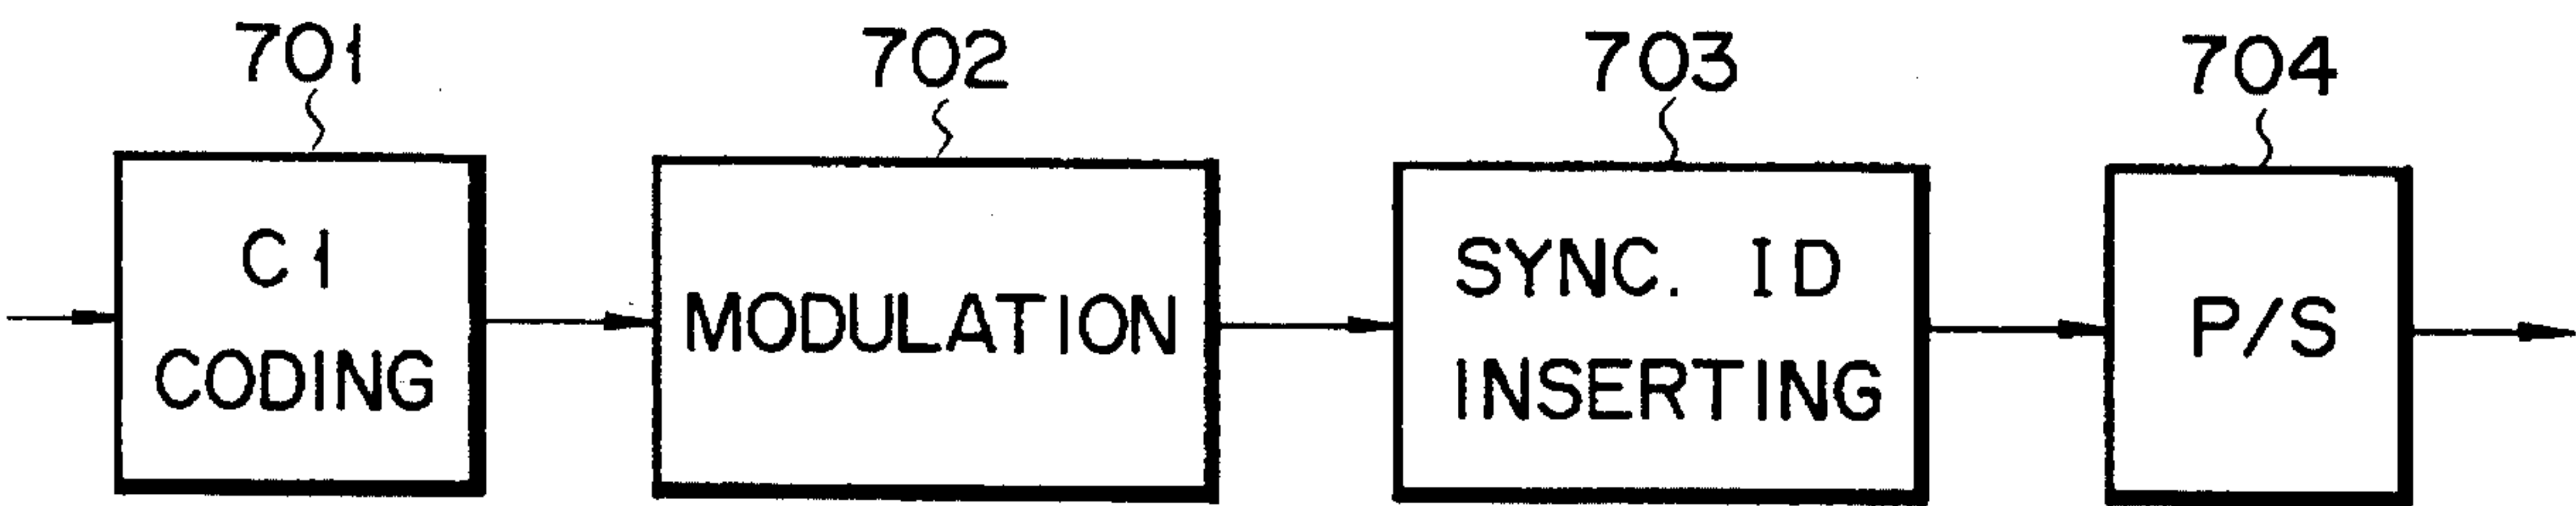 701
702
703
704
C1
CODING
MODULATION
SYNC. ID
INSERTING
P/S